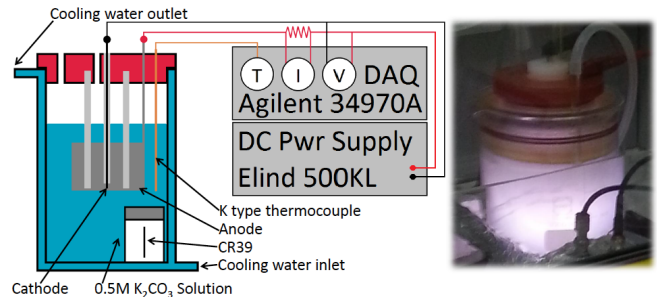 Cooling water outlet
T I V DAQ
Agilent 34970A
DC Pwr Supply
Elind 500KL
K type thermocouple
Anode
CR39
Cooling water inlet
Cathode 0.5M K₂CO₃ Solution